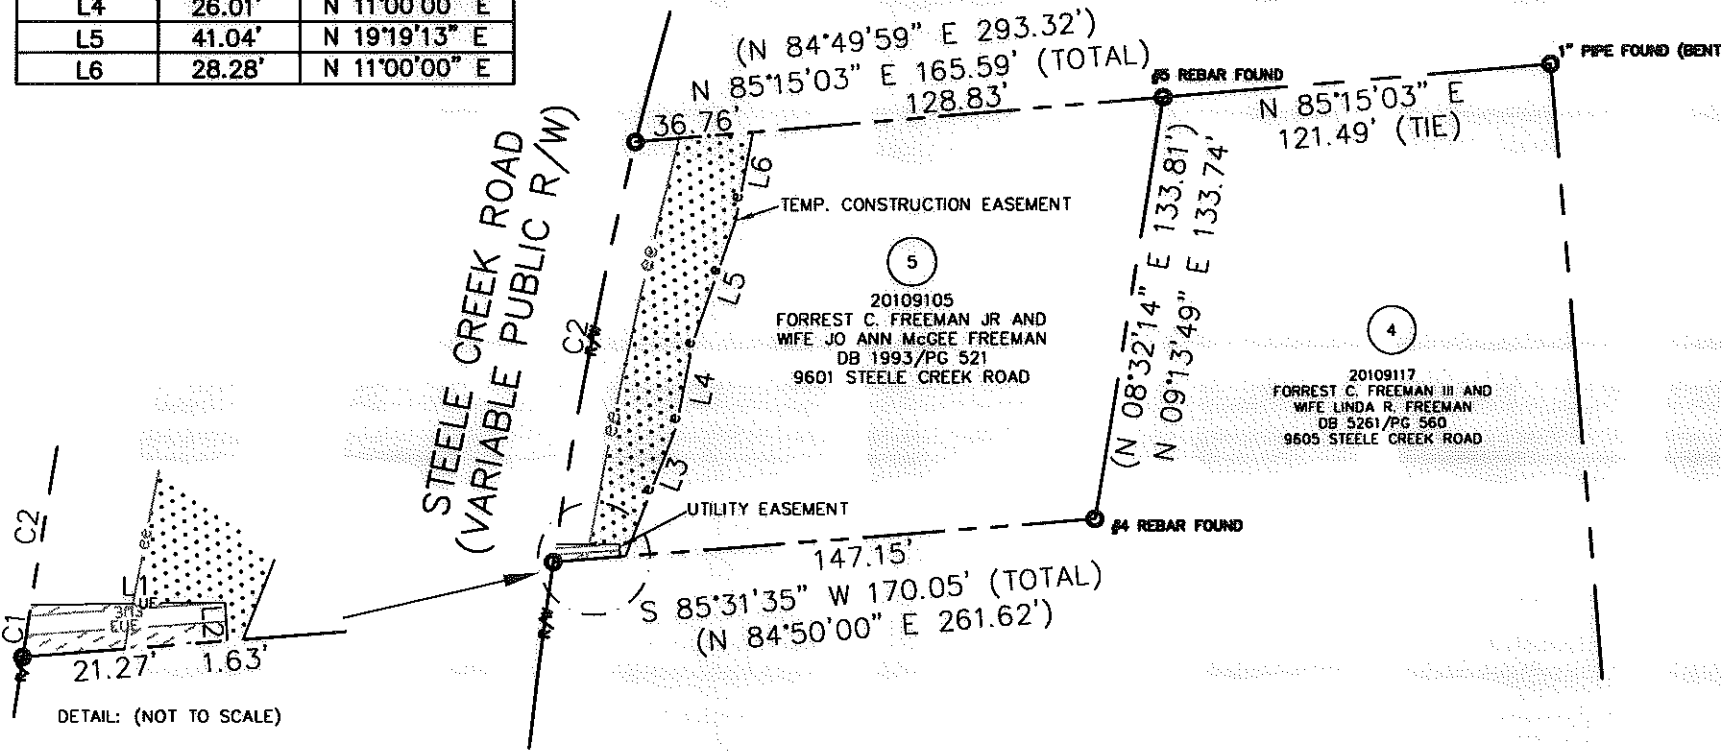 L4 26.01' N 11°00'00" E
L5 41.04' N 19°19'13" E
L6 28.28' N 11°00'00" E
(N 84°49'59" E 293.32')
N 85°15'03" E 165.59' (TOTAL)
128.83'
36.76'
#5 REBAR FOUND
1" PIPE FOUND (BENT
N 85°15'03" E
121.49' (TIE)
STEELE CREEK ROAD
(VARIABLE PUBLIC R/W)
C2
R/W
ee
ee
L6
L5
L4
L3
TEMP. CONSTRUCTION EASEMENT
5
20109105
FORREST C. FREEMAN JR AND
WIFE JO ANN McGEE FREEMAN
DB 1993/PG 521
9601 STEELE CREEK ROAD
(N 08°32'14" E 133.81')
N 09°13'49" E 133.74'
4
20109117
FORREST C. FREEMAN III AND
WIFE LINDA R. FREEMAN
DB 5261/PG 560
9605 STEELE CREEK ROAD
UTILITY EASEMENT
#4 REBAR FOUND
147.15'
S 85°31'35" W 170.05' (TOTAL)
(N 84°50'00" E 261.62')
R/W
C2
ee
L1
UE
C1
L2
21.27'
1.63'
DETAIL: (NOT TO SCALE)